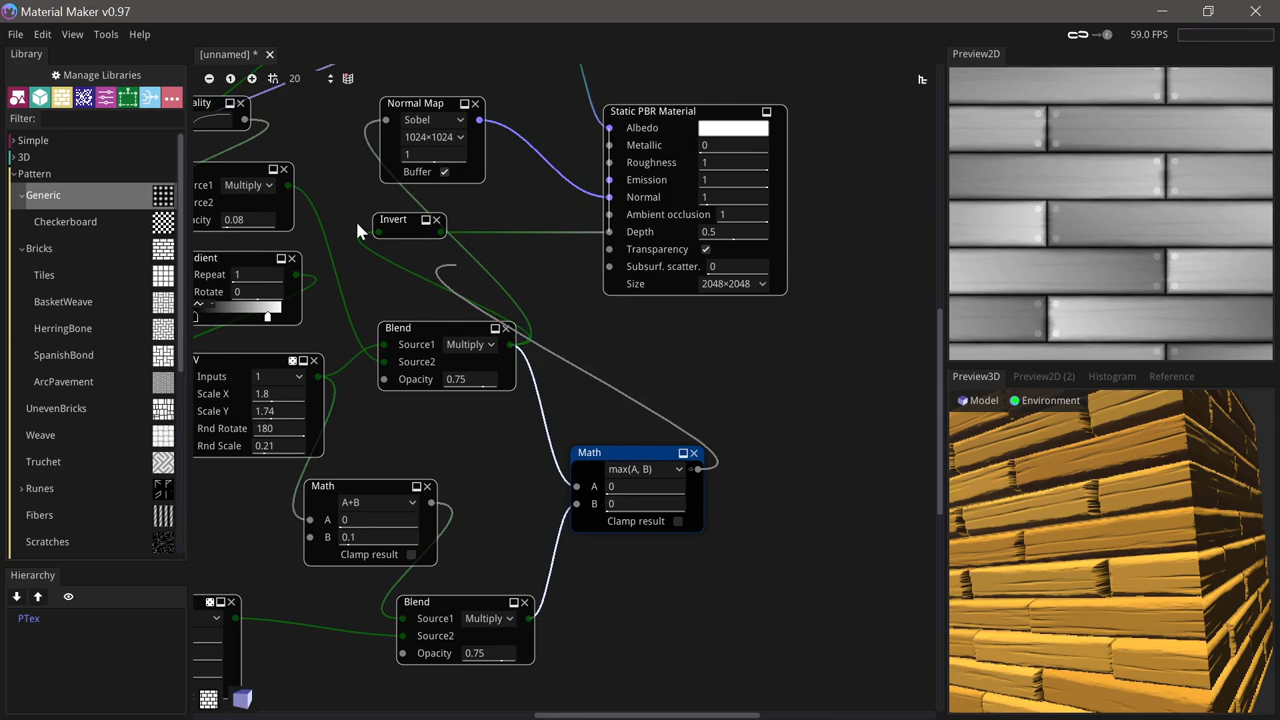 Material Maker v0.97
File Edit View Tools Help
59.0 FPS
Library
[unnamed] *
Preview2D
Manage Libraries
20
Filter:
Simple
3D
Pattern
Generic
Checkerboard
Bricks
Tiles
BasketWeave
HerringBone
SpanishBond
ArcPavement
UnevenBricks
Weave
Truchet
Runes
Fibers
Scratches
Hierarchy
PTex
ality
Normal Map
Sobel
1024×1024
1
Buffer
Static PBR Material
Albedo
Metallic 0
Roughness 1
Emission 1
Normal 1
Ambient occlusion 1
Depth 0.5
Transparency
Subsurf. scatter. 0
Size 2048×2048
rce1 Multiply
rce2
acity 0.08
Invert
dient
Repeat 1
Rotate 0
Blend
Source1 Multiply
Source2
Opacity 0.75
V
Inputs 1
Scale X 1.8
Scale Y 1.74
Rnd Rotate 180
Rnd Scale 0.21
Math
max(A, B)
A 0
B 0
Clamp result
Math
A+B
A 0
B 0.1
Clamp result
Blend
Source1 Multiply
Source2
Opacity 0.75
Preview3D Preview2D (2) Histogram Reference
Model Environment